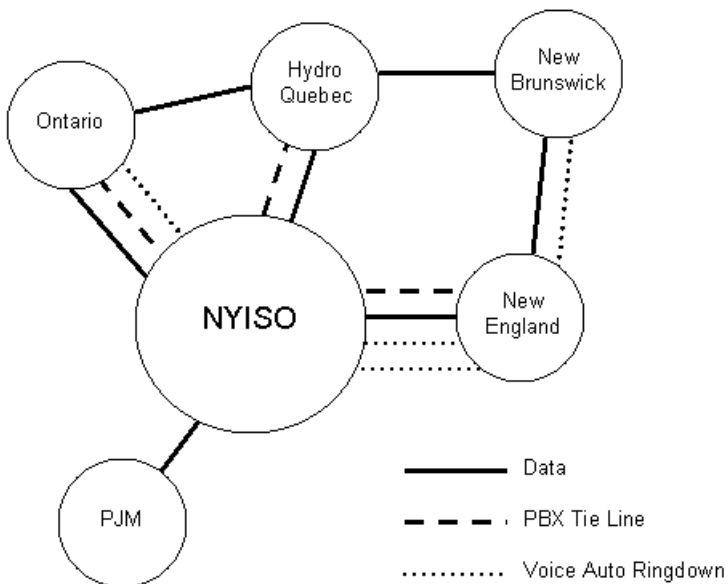 New
Brunswick
Hydro
Quebec
Ontario
NYISO
New
England
PJM
Data
PBX Tie Line
Voice Auto Ringdown